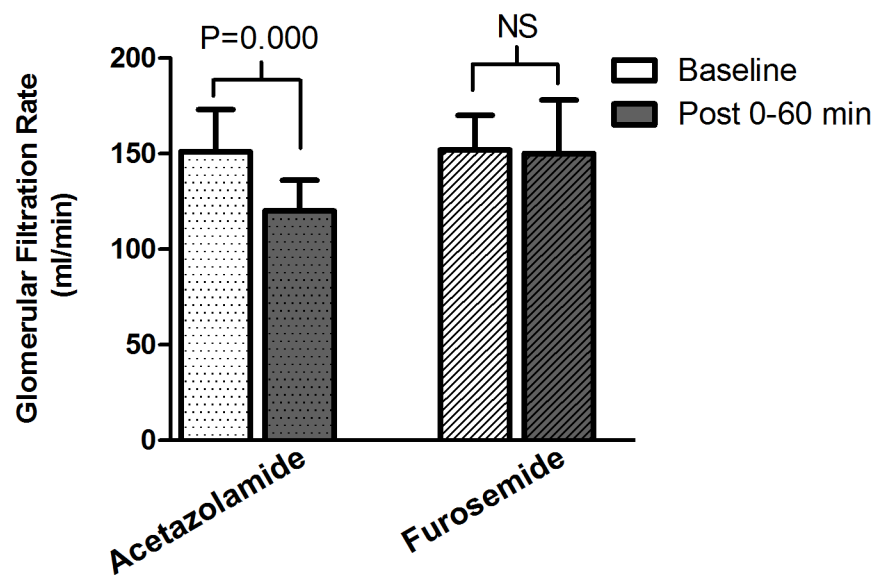 P=0.000
NS
Baseline
Post 0-60 min
Glomerular Filtration Rate
(ml/min)
200
150
100
50
0
Acetazolamide
Furosemide